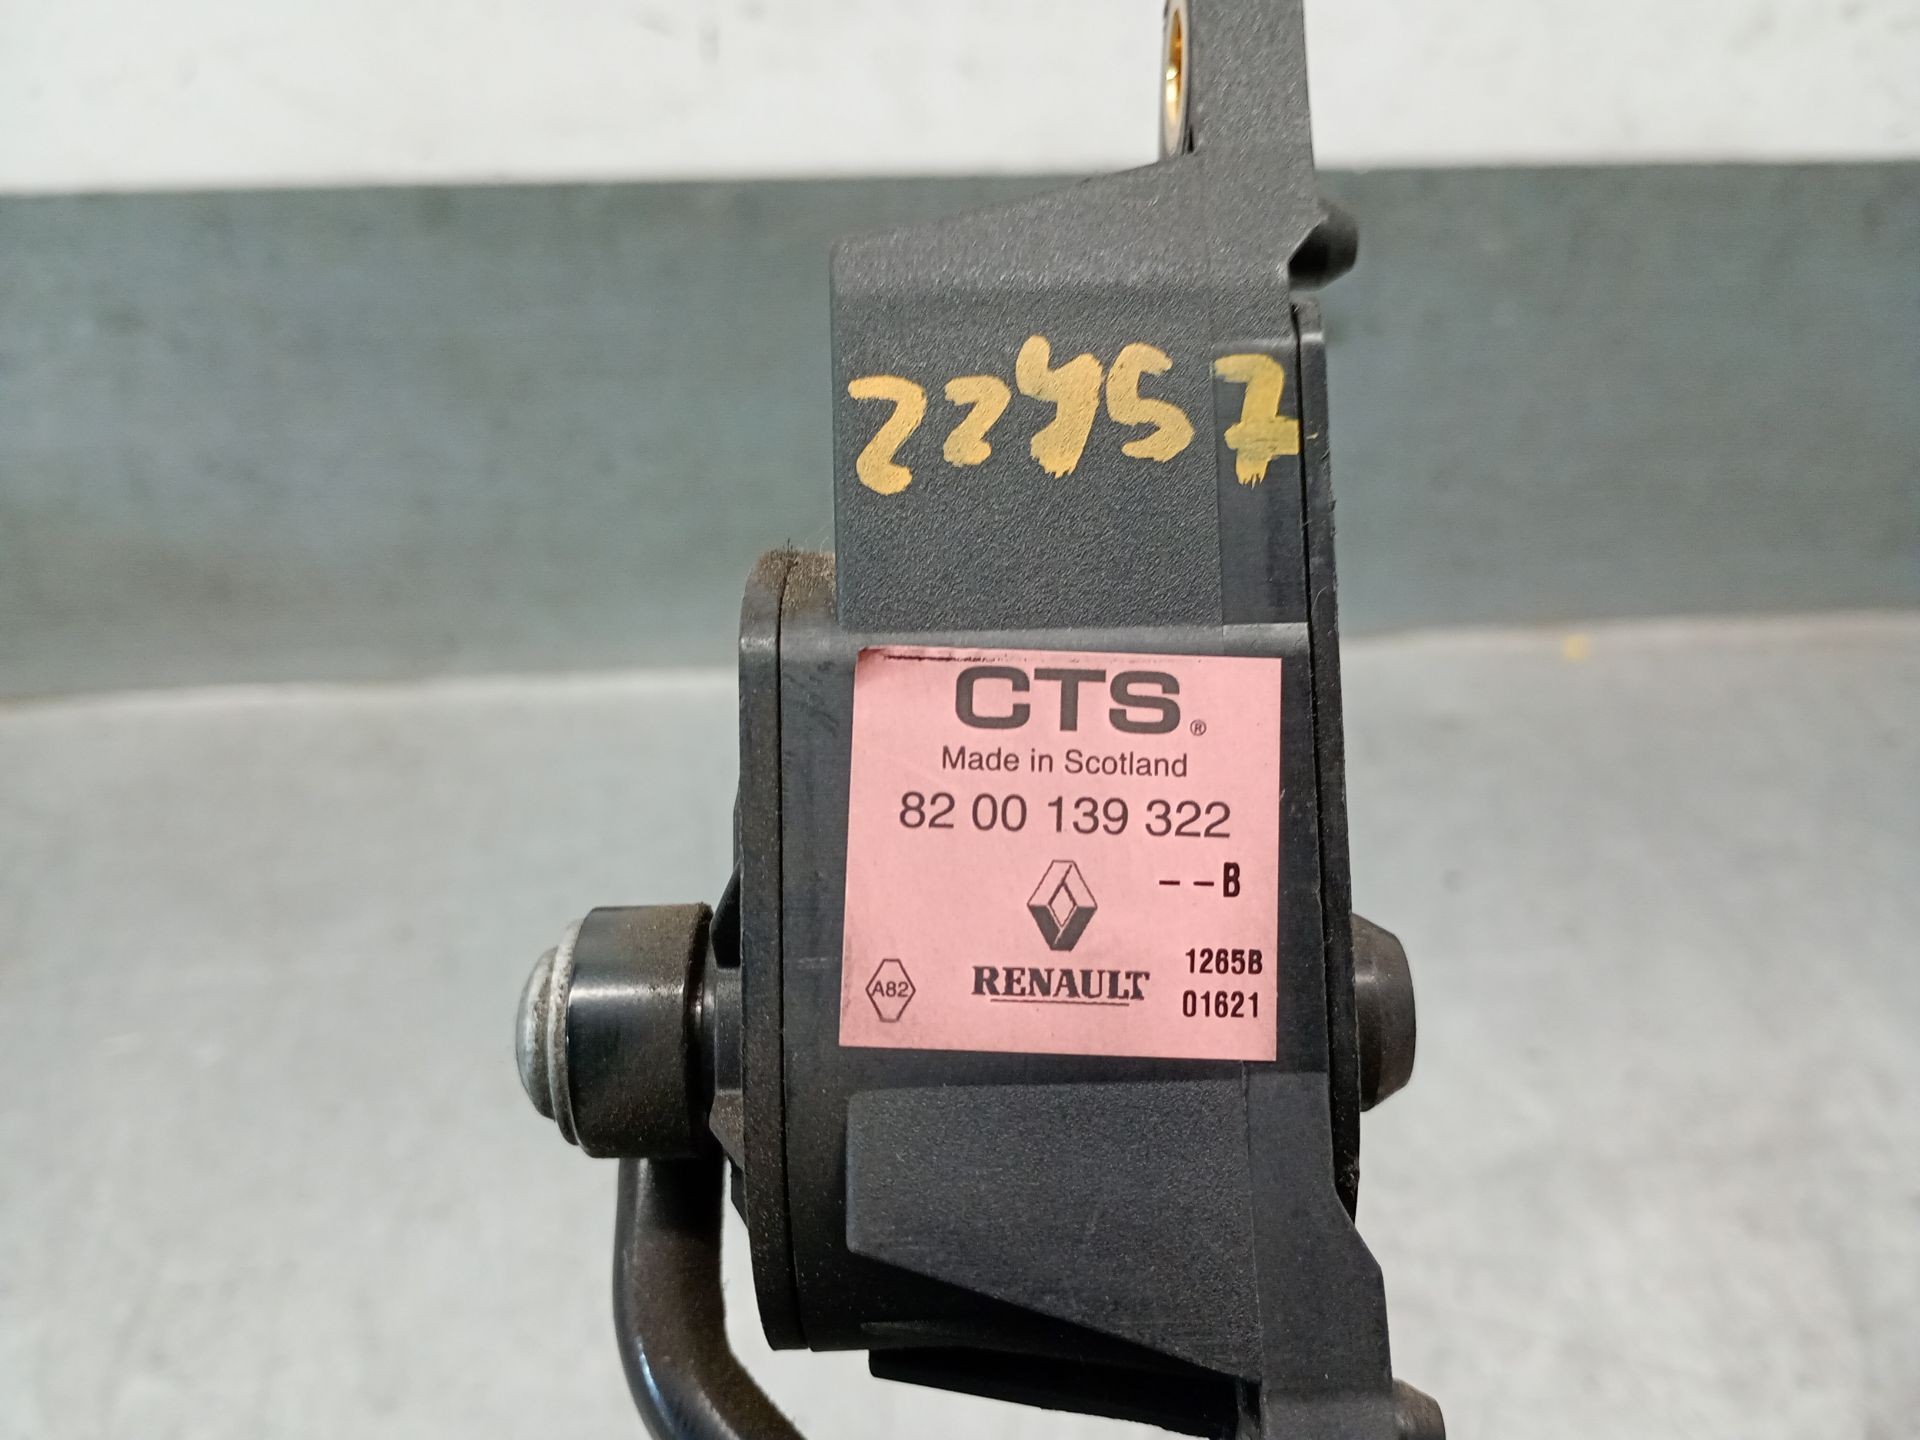 22457
CTS®
Made in Scotland
82 00 139 322
--B
1265B
A82 RENAULT 01621